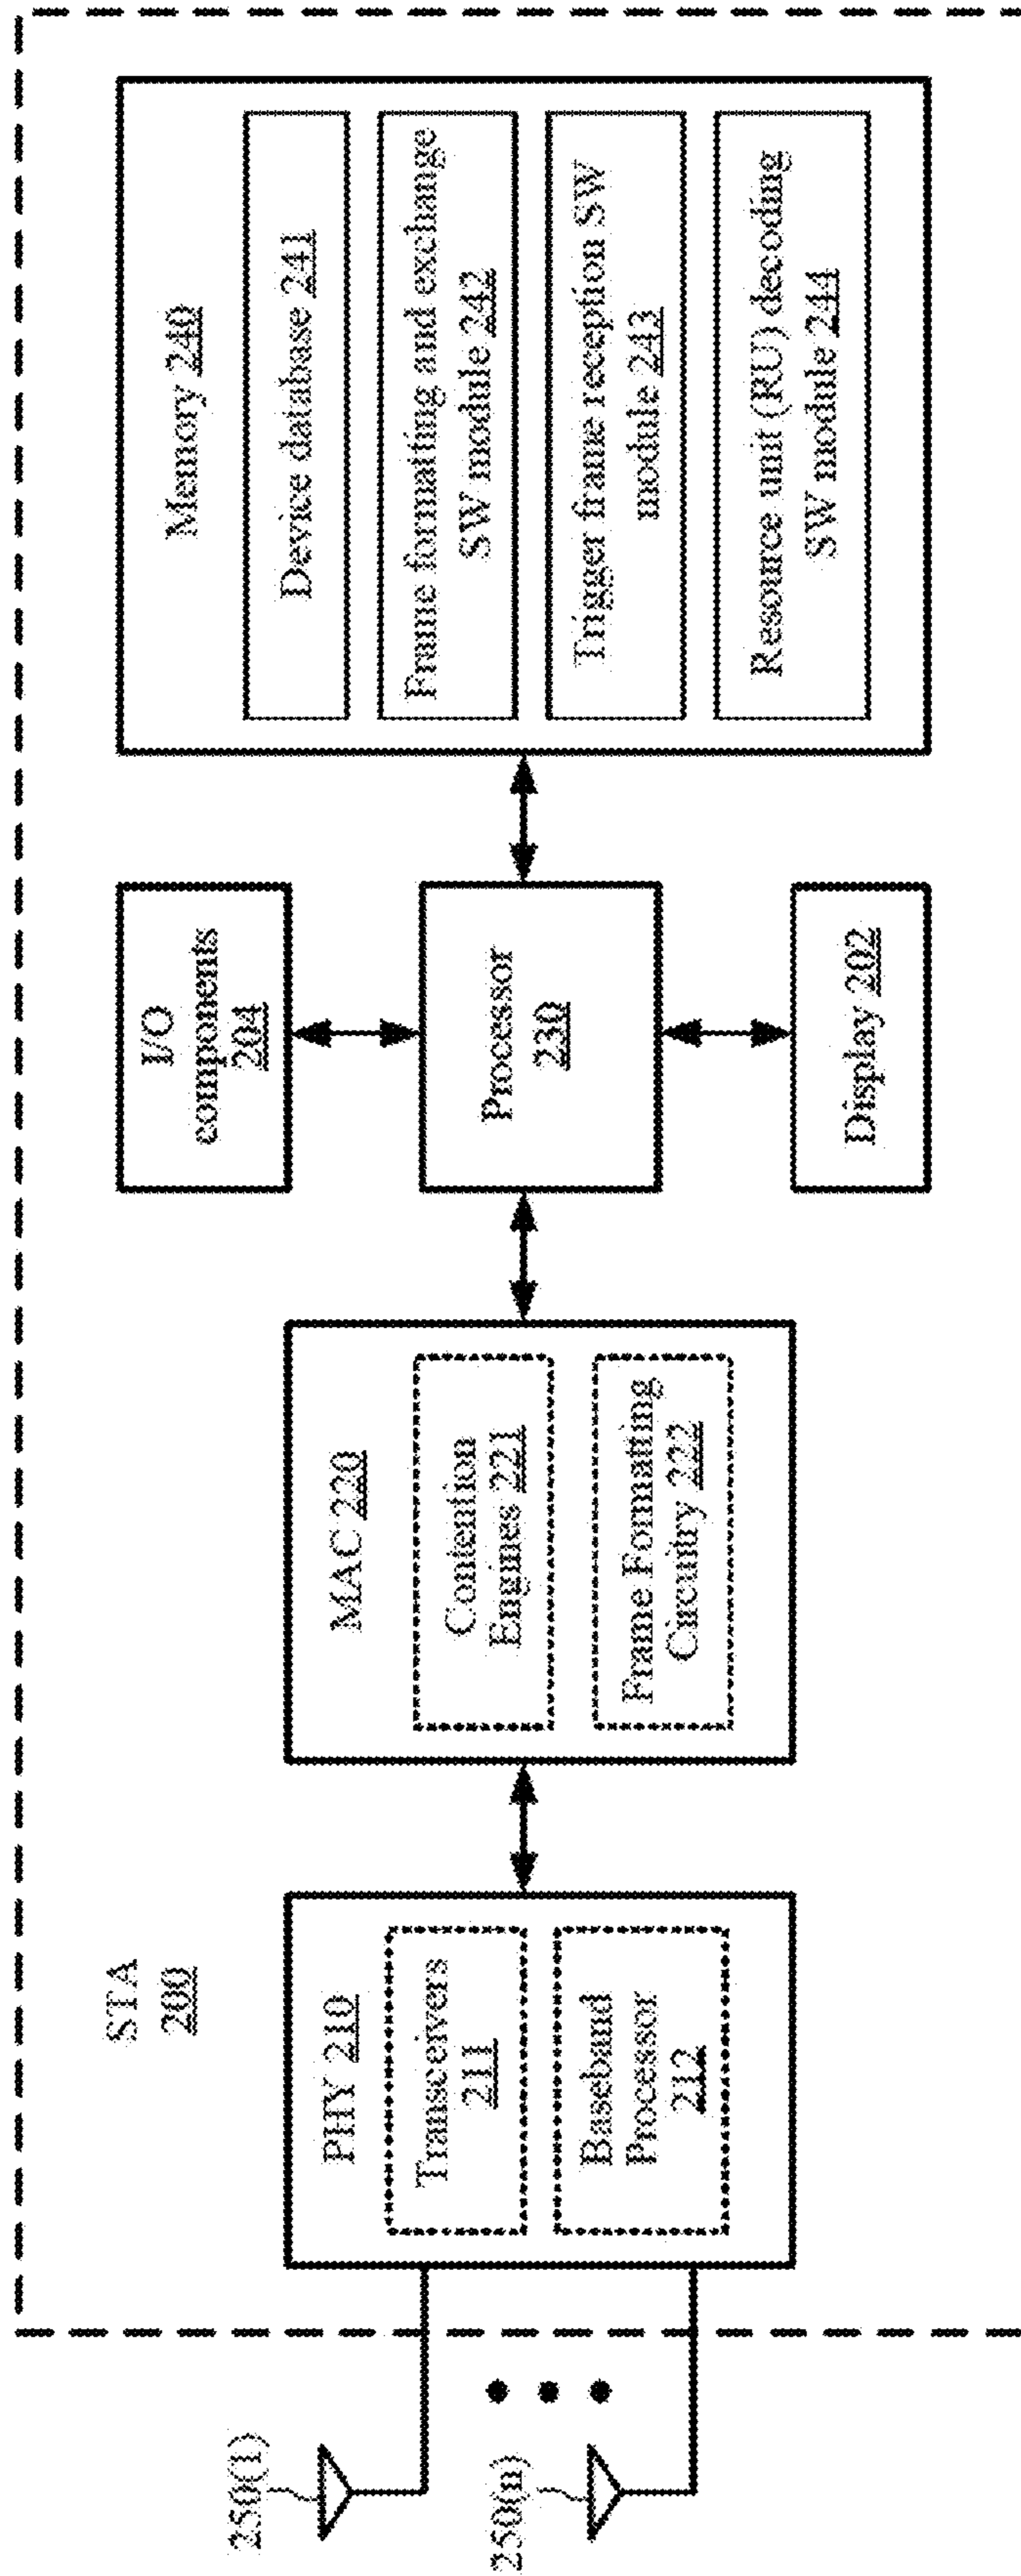 STA
200
250(1)
250(n)
PHY 210
Transceivers
211
Baseband
Processor
212
MAC 220
Contention
Engines 221
Frame Formatting
Circuitry 222
I/O
components
204
Processor
230
Display 202
Memory 240
Device database 241
Frame formatting and exchange
SW module 242
Trigger frame reception SW
module 243
Resource unit (RU) decoding
SW module 244